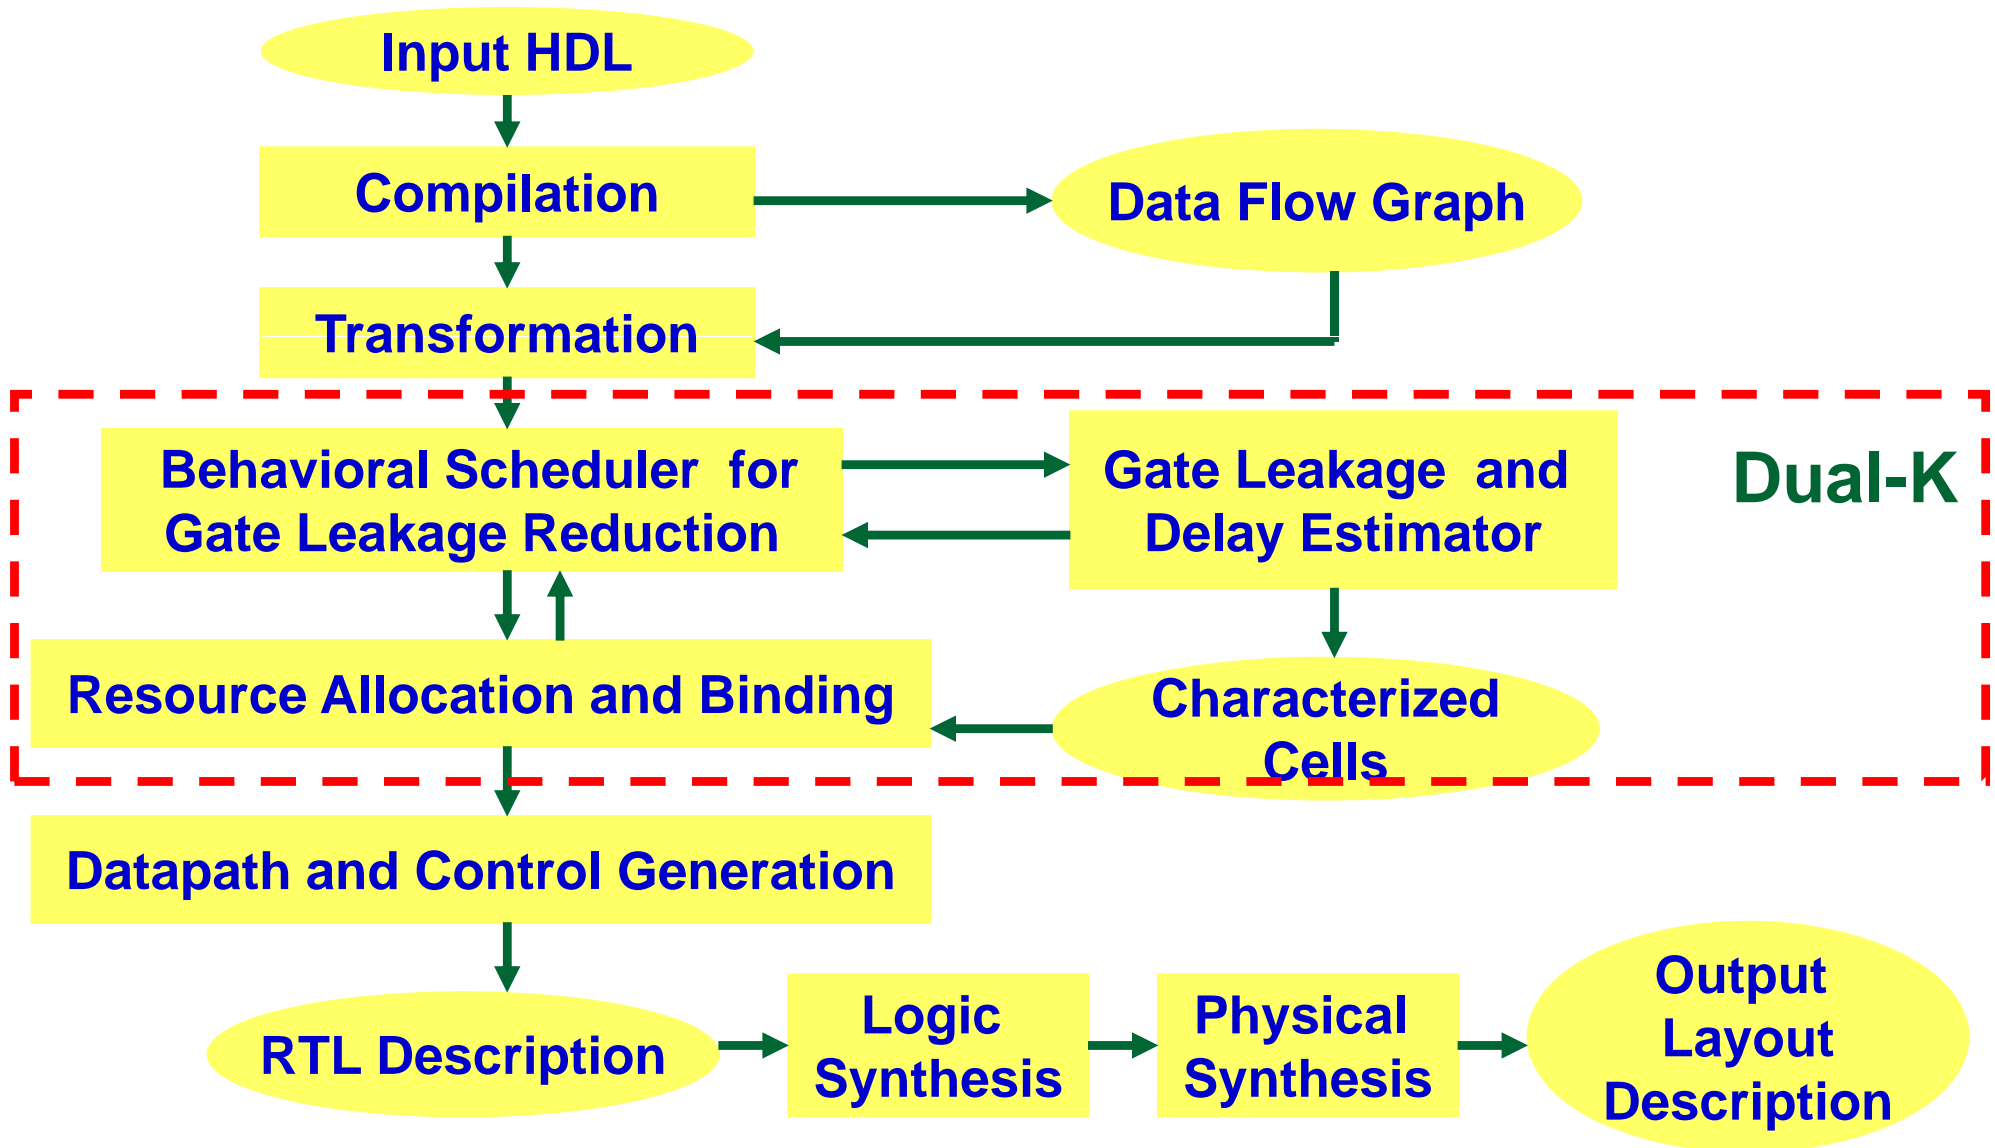 Input HDL
Compilation
Data Flow Graph
Transformation
Behavioral Scheduler for
Gate Leakage Reduction
Gate Leakage and
Delay Estimator
Dual-K
Resource Allocation and Binding
Characterized
Cells
Datapath and Control Generation
RTL Description
Logic
Synthesis
Physical
Synthesis
Output
Layout
Description